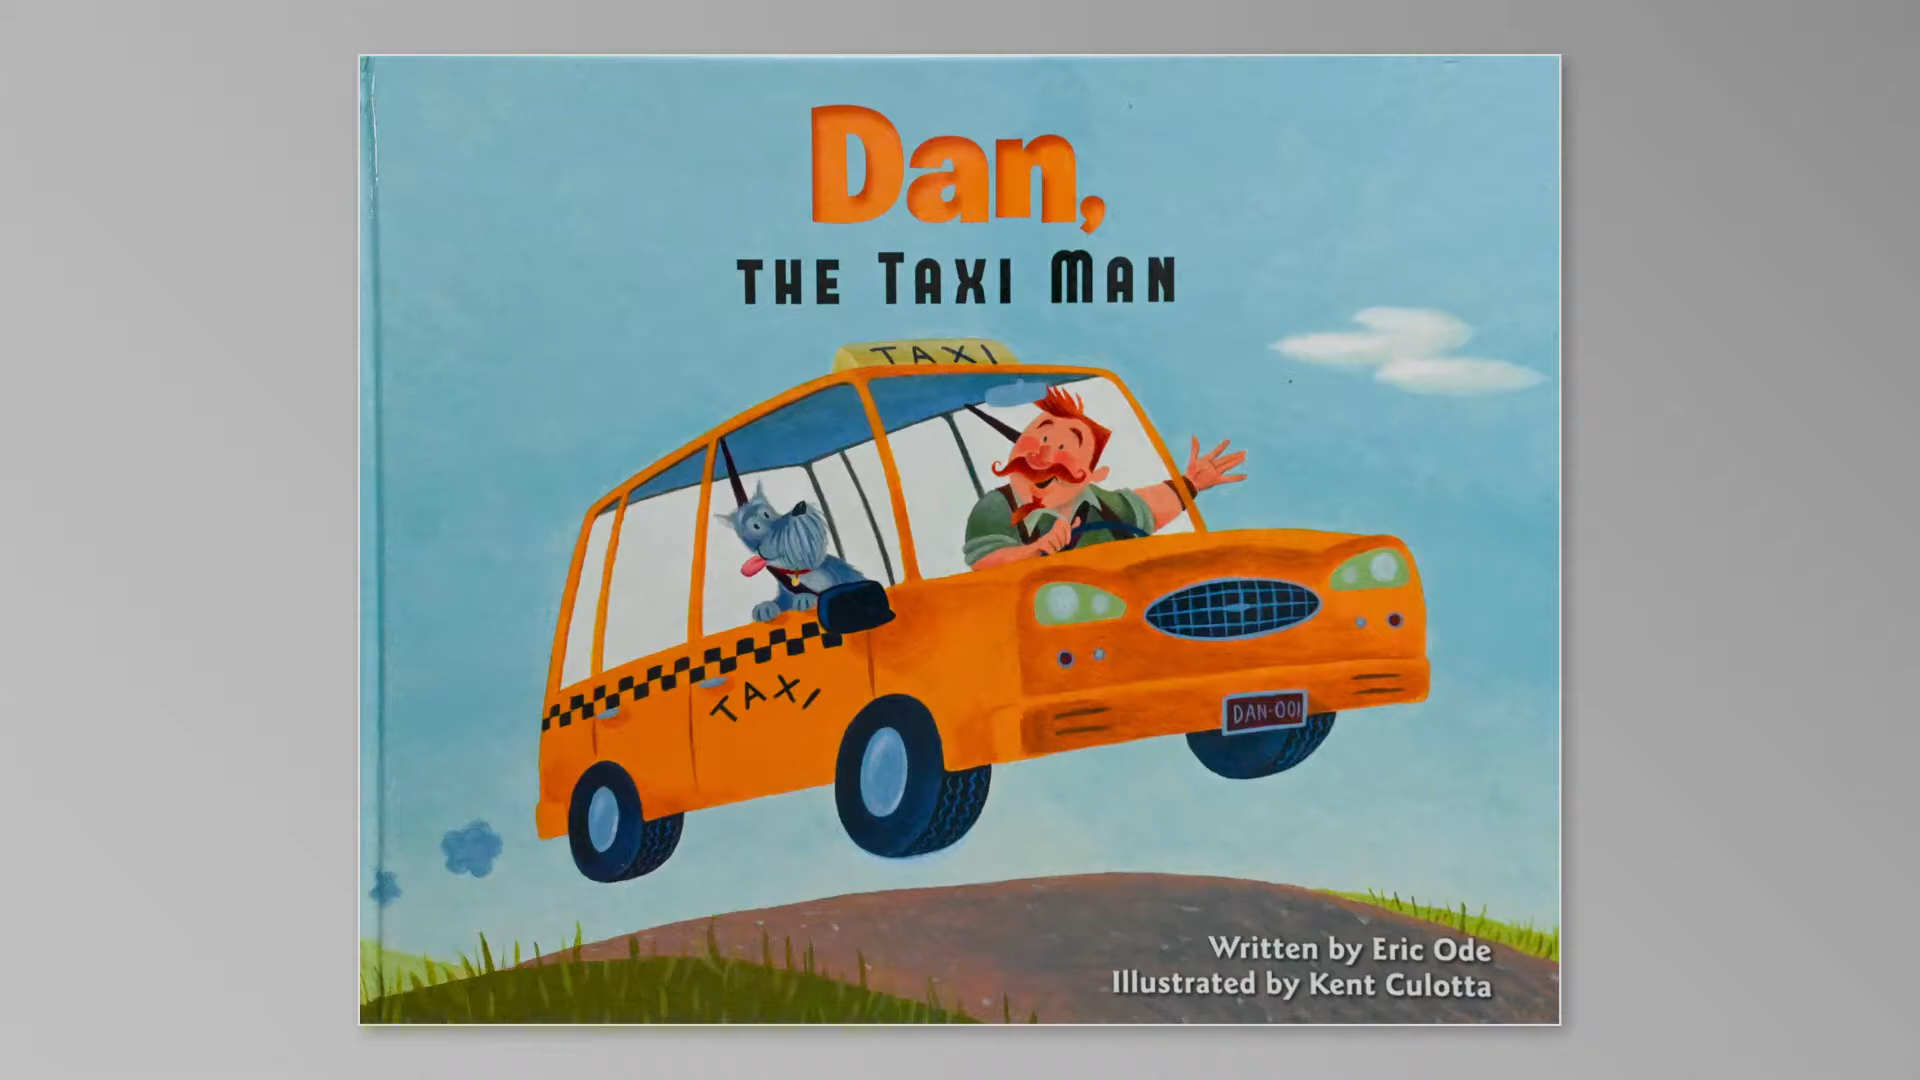 Dan,
THE TAXI MAN
TAXI
TAXI
DAN-001
Written by Eric Ode
Illustrated by Kent Culotta